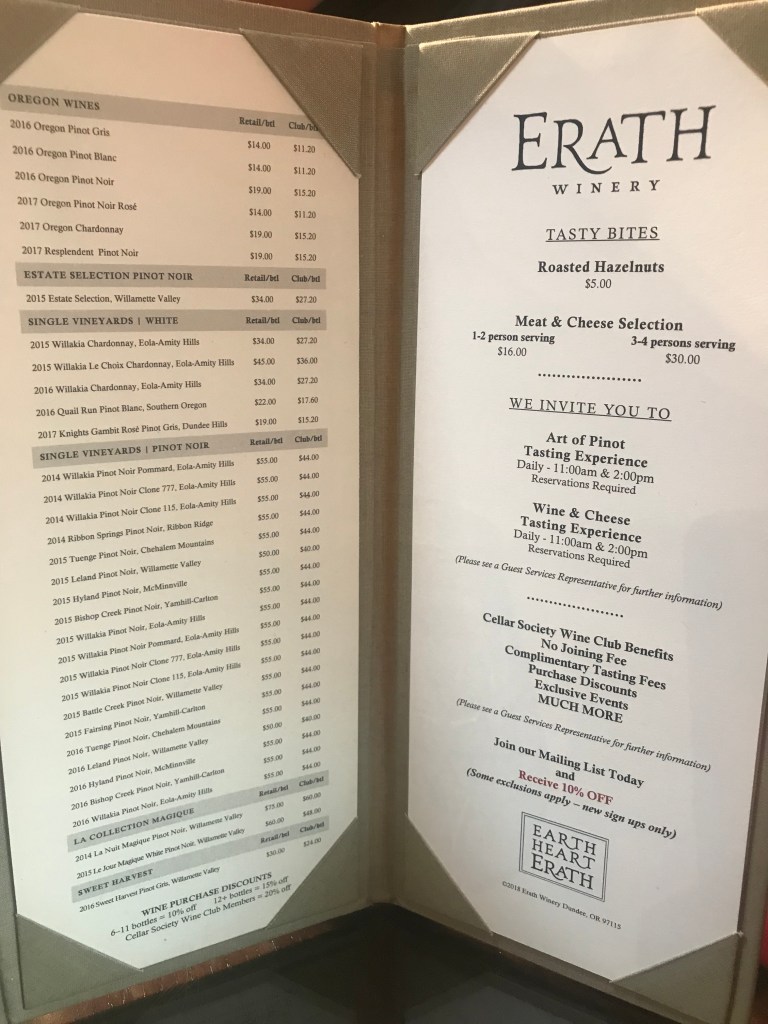 OREGON WINES Retail/btl Club/btl
2016 Oregon Pinot Gris $14.00 $11.20
2016 Oregon Pinot Blanc $14.00 $11.20
2016 Oregon Pinot Noir $19.00 $15.20
2017 Oregon Pinot Noir Rosé $14.00 $11.20
2017 Oregon Chardonnay $19.00 $15.20
2017 Resplendent Pinot Noir $19.00 $15.20
ESTATE SELECTION PINOT NOIR Retail/btl Club/btl
2015 Estate Selection, Willamette Valley $34.00 $27.20
SINGLE VINEYARDS | WHITE Retail/btl Club/btl
2015 Willakia Chardonnay, Eola-Amity Hills $34.00 $27.20
2015 Willakia Le Choix Chardonnay, Eola-Amity Hills $45.00 $36.00
2016 Willakia Chardonnay, Eola-Amity Hills $34.00 $27.20
2016 Quail Run Pinot Blanc, Southern Oregon $22.00 $17.60
2017 Knights Gambit Rosé Pinot Gris, Dundee Hills $19.00 $15.20
SINGLE VINEYARDS | PINOT NOIR Retail/btl Club/btl
2014 Willakia Pinot Noir Pommard, Eola-Amity Hills $55.00 $44.00
2014 Willakia Pinot Noir Clone 777, Eola-Amity Hills $55.00 $44.00
2014 Willakia Pinot Noir Clone 115, Eola-Amity Hills $55.00 $44.00
2014 Ribbon Springs Pinot Noir, Ribbon Ridge $55.00 $44.00
2015 Tuenge Pinot Noir, Chehalem Mountains $55.00 $44.00
2015 Leland Pinot Noir, Willamette Valley $50.00 $40.00
2015 Hyland Pinot Noir, McMinnville $55.00 $44.00
2015 Bishop Creek Pinot Noir, Yamhill-Carlton $55.00 $44.00
2015 Willakia Pinot Noir, Eola-Amity Hills $55.00 $44.00
2015 Willakia Pinot Noir Pommard, Eola-Amity Hills $55.00 $44.00
2015 Willakia Pinot Noir Clone 777, Eola-Amity Hills $55.00 $44.00
2015 Willakia Pinot Noir Clone 115, Eola-Amity Hills $55.00 $44.00
2015 Battle Creek Pinot Noir, Willamette Valley $55.00 $44.00
2015 Fairsing Pinot Noir, Yamhill-Carlton $55.00 $44.00
2016 Tuenge Pinot Noir, Chehalem Mountains $55.00 $44.00
2016 Leland Pinot Noir, Willamette Valley $50.00 $40.00
2016 Hyland Pinot Noir, McMinnville $55.00 $44.00
2016 Bishop Creek Pinot Noir, Yamhill-Carlton $55.00 $44.00
2016 Willakia Pinot Noir, Eola-Amity Hills $55.00 $44.00
LA COLLECTION MAGIQUE Retail/btl Club/btl
2014 La Nuit Magique Pinot Noir, Willamette Valley $75.00 $60.00
2015 Le Jour Magique White Pinot Noir, Willamette Valley $60.00 $48.00
SWEET HARVEST Retail/btl Club/btl
2016 Sweet Harvest Pinot Gris, Willamette Valley $30.00 $24.00
WINE PURCHASE DISCOUNTS
6-11 bottles = 10% off 12+ bottles = 15% off
Cellar Society Wine Club Members = 20% off
ERATH
WINERY
TASTY BITES
Roasted Hazelnuts
$5.00
Meat & Cheese Selection
1-2 person serving 3-4 persons serving
$16.00 $30.00
WE INVITE YOU TO
Art of Pinot
Tasting Experience
Daily - 11:00am & 2:00pm
Reservations Required
Wine & Cheese
Tasting Experience
Daily - 11:00am & 2:00pm
Reservations Required
(Please see a Guest Services Representative for further information)
Cellar Society Wine Club Benefits
No Joining Fee
Complimentary Tasting Fees
Purchase Discounts
Exclusive Events
MUCH MORE
(Please see a Guest Services Representative for further information)
Join our Mailing List Today
and
Receive 10% OFF
(Some exclusions apply – new sign ups only)
EARTH
HEART
ERATH
©2018 Erath Winery Dundee, OR 97115